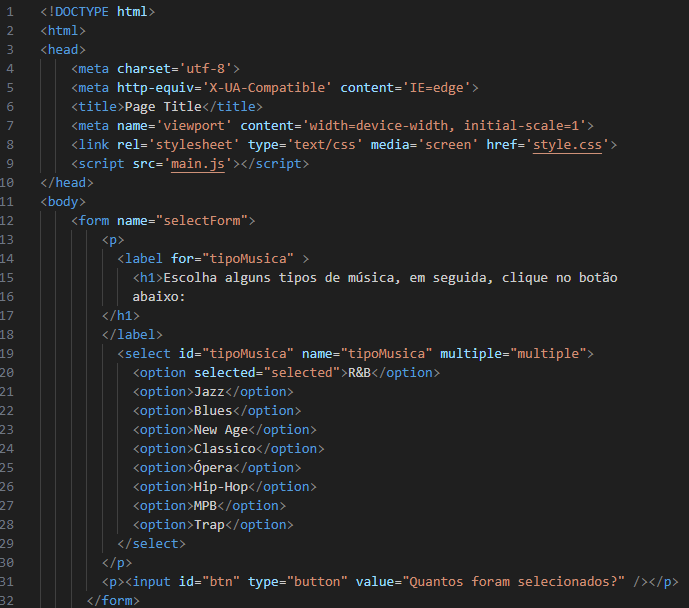 1 <!DOCTYPE html>
2 <html>
3 <head>
4 <meta charset='utf-8'>
5 <meta http-equiv='X-UA-Compatible' content='IE=edge'>
6 <title>Page Title</title>
7 <meta name='viewport' content='width=device-width, initial-scale=1'>
8 <link rel='stylesheet' type='text/css' media='screen' href='style.css'>
9 <script src='main.js'></script>
10 </head>
11 <body>
12 <form name="selectForm">
13 <p>
14 <label for="tipoMusica" >
15 <h1>Escolha alguns tipos de música, em seguida, clique no botão
16 abaixo:
17 </h1>
18 </label>
19 <select id="tipoMusica" name="tipoMusica" multiple="multiple">
20 <option selected="selected">R&B</option>
21 <option>Jazz</option>
22 <option>Blues</option>
23 <option>New Age</option>
24 <option>Classico</option>
25 <option>Ópera</option>
26 <option>Hip-Hop</option>
27 <option>MPB</option>
28 <option>Trap</option>
29 </select>
30 </p>
31 <p><input id="btn" type="button" value="Quantos foram selecionados?" /></p>
32 </form>